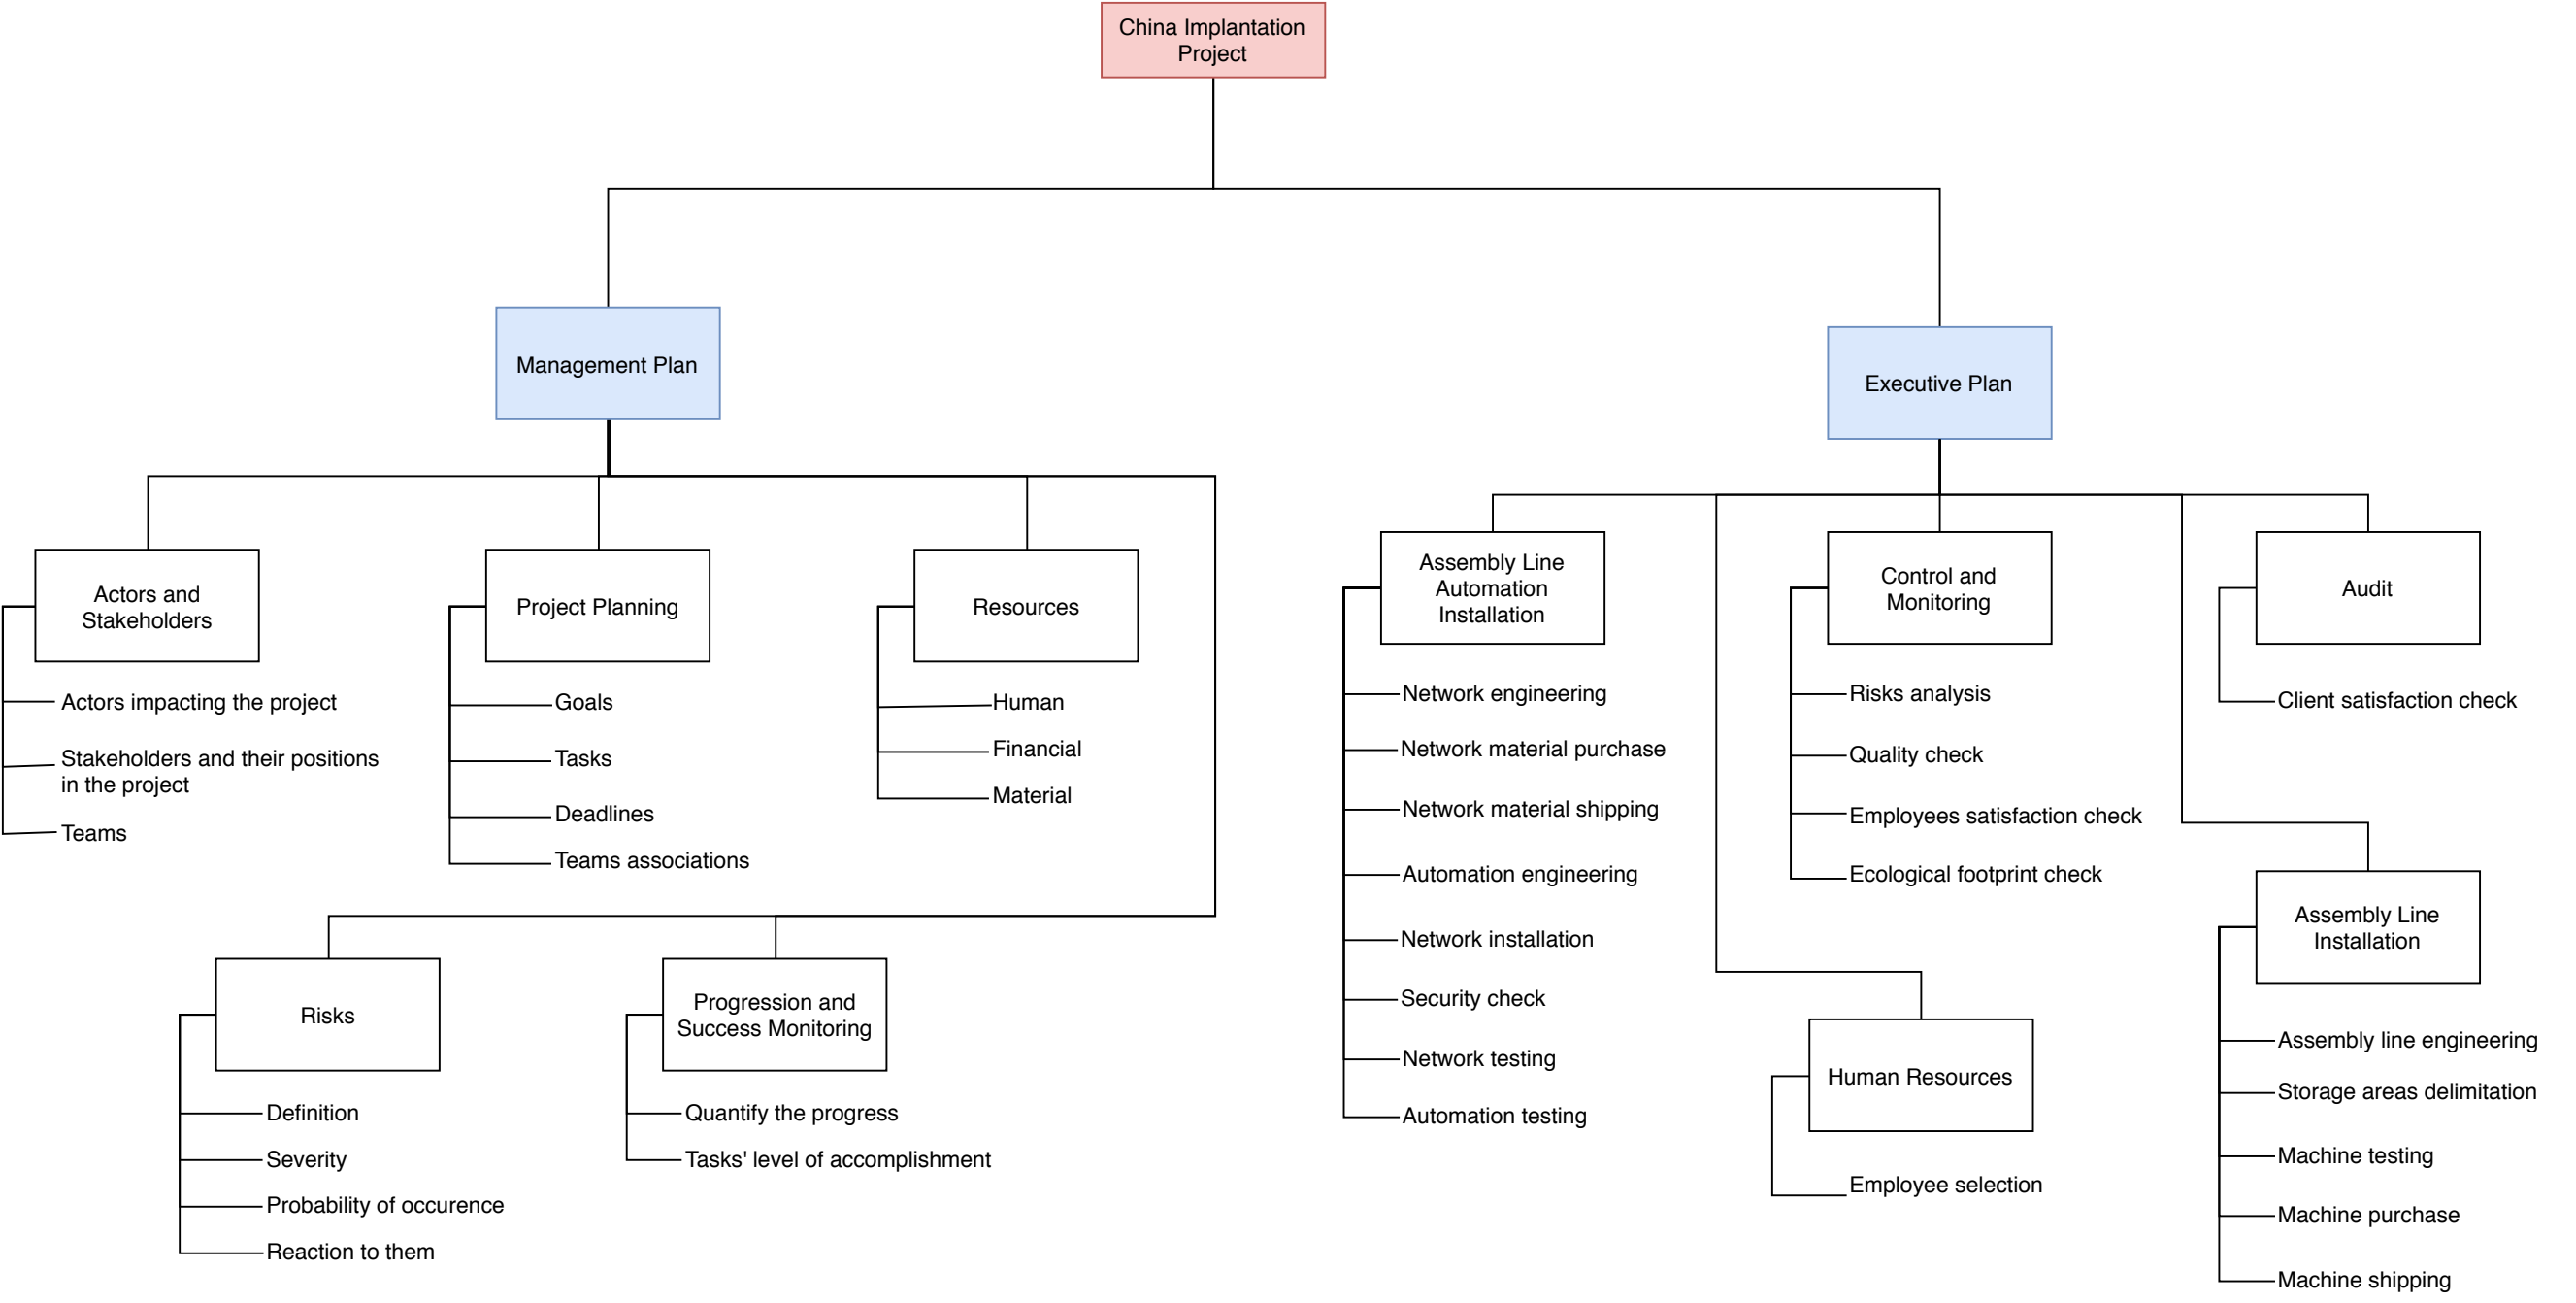 China Implantation
Project
Management Plan
Executive Plan
Actors and
Stakeholders
Actors impacting the project
Stakeholders and their positions
in the project
Teams
Project Planning
Goals
Tasks
Deadlines
Teams associations
Resources
Human
Financial
Material
Risks
Definition
Severity
Probability of occurence
Reaction to them
Progression and
Success Monitoring
Quantify the progress
Tasks' level of accomplishment
Assembly Line
Automation
Installation
Network engineering
Network material purchase
Network material shipping
Automation engineering
Network installation
Security check
Network testing
Automation testing
Control and
Monitoring
Risks analysis
Quality check
Employees satisfaction check
Ecological footprint check
Human Resources
Employee selection
Audit
Client satisfaction check
Assembly Line
Installation
Assembly line engineering
Storage areas delimitation
Machine testing
Machine purchase
Machine shipping